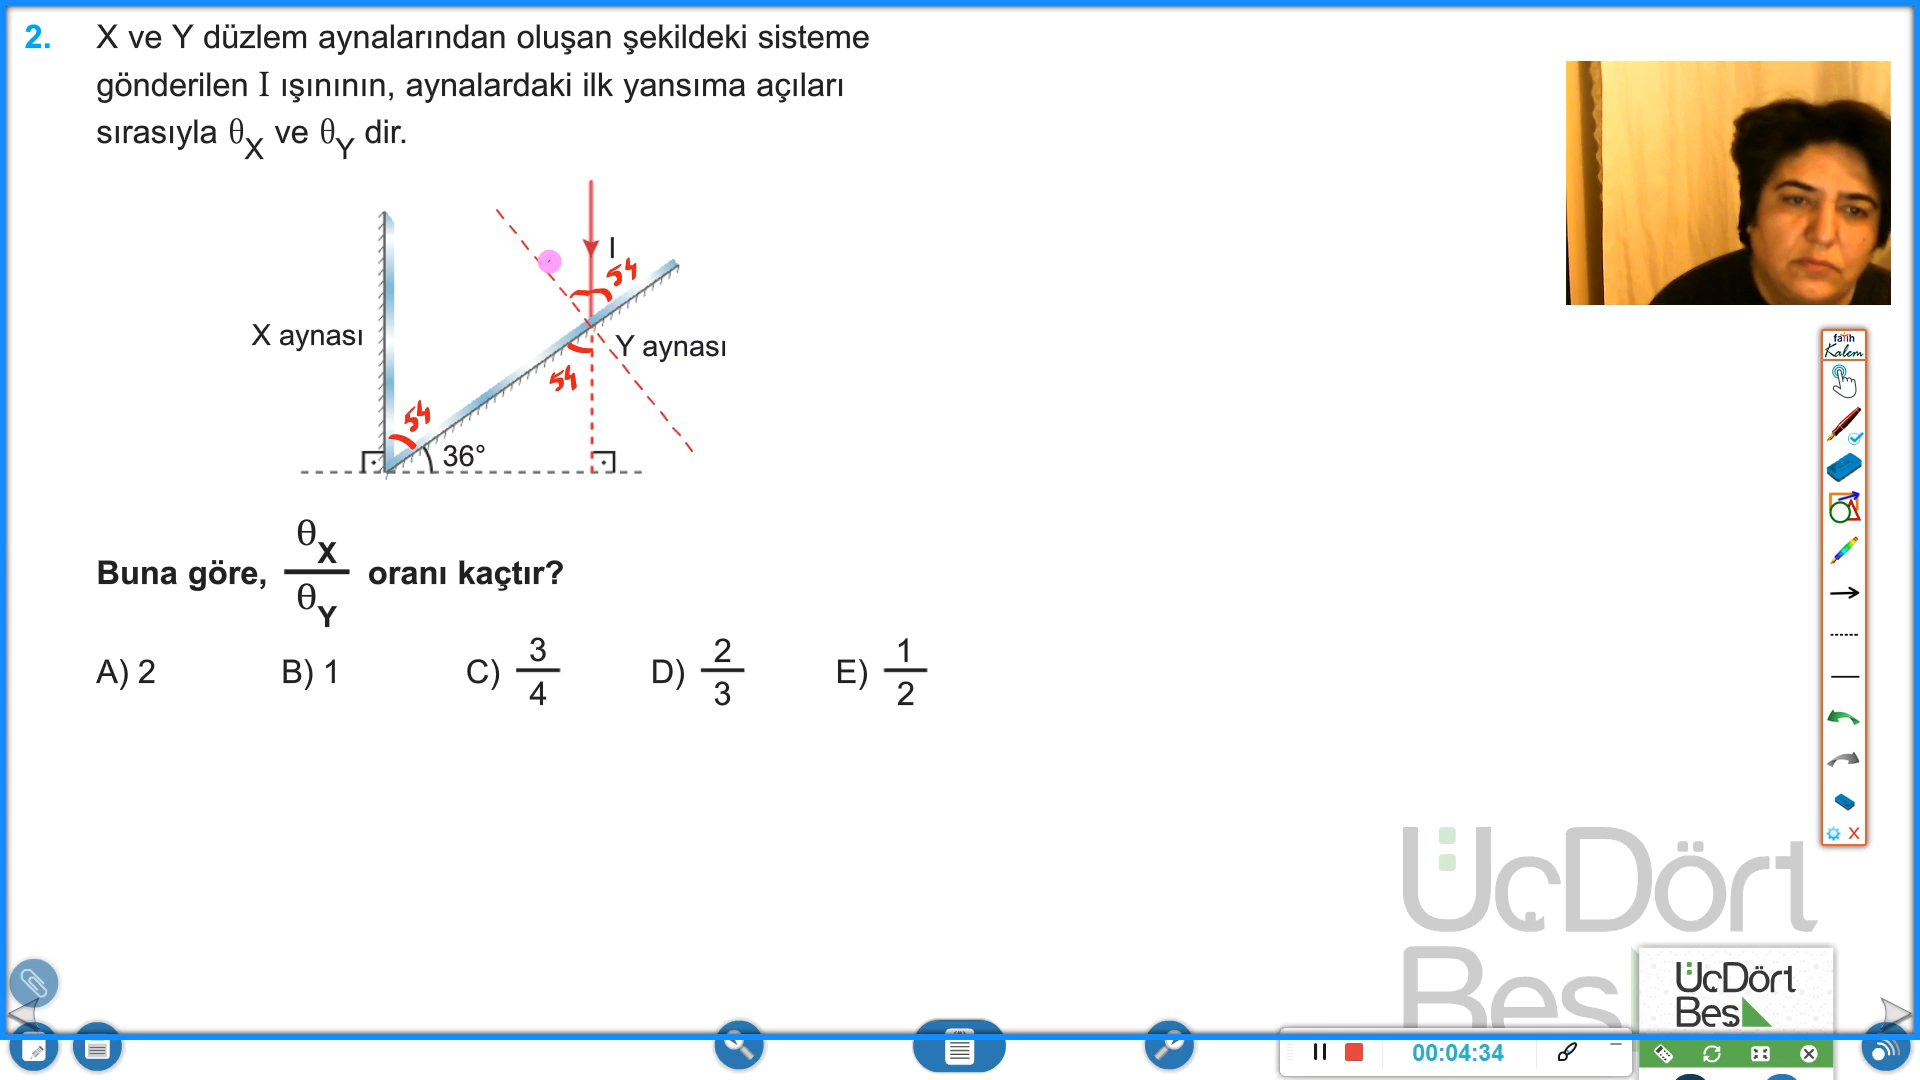 2. X ve Y düzlem aynalarından oluşan şekildeki sisteme
gönderilen I ışınının, aynalardaki ilk yansıma açıları
sırasıyla θX ve θY dir.
I
54
X aynası
Y aynası
54
54
36°
Buna göre, θX/θY oranı kaçtır?
A) 2 B) 1 C) 3/4 D) 2/3 E) 1/2
fatih
Kalem
X
ÜçDört
Beş
ÜçDört
Beş
00:04:34